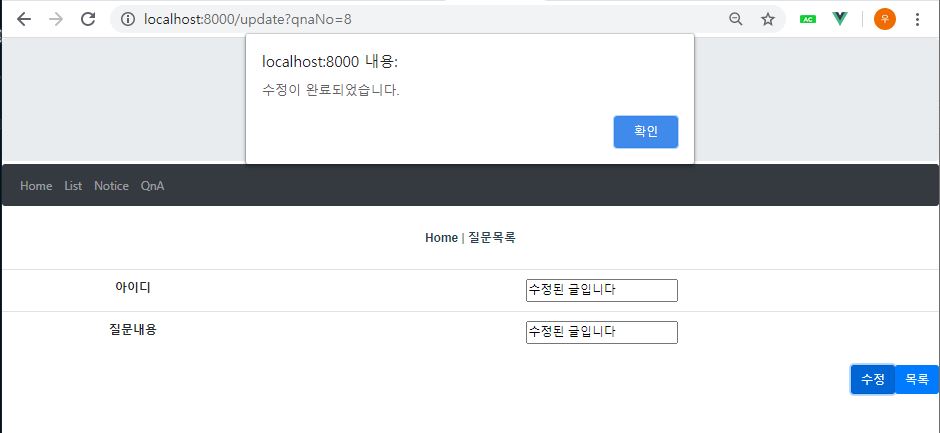 localhost:8000/update?qnaNo=8
AC
우
localhost:8000 내용:
수정이 완료되었습니다.
확인
Home List Notice QnA
Home | 질문목록
아이디 수정된 글입니다
질문내용 수정된 글입니다
수정 목록